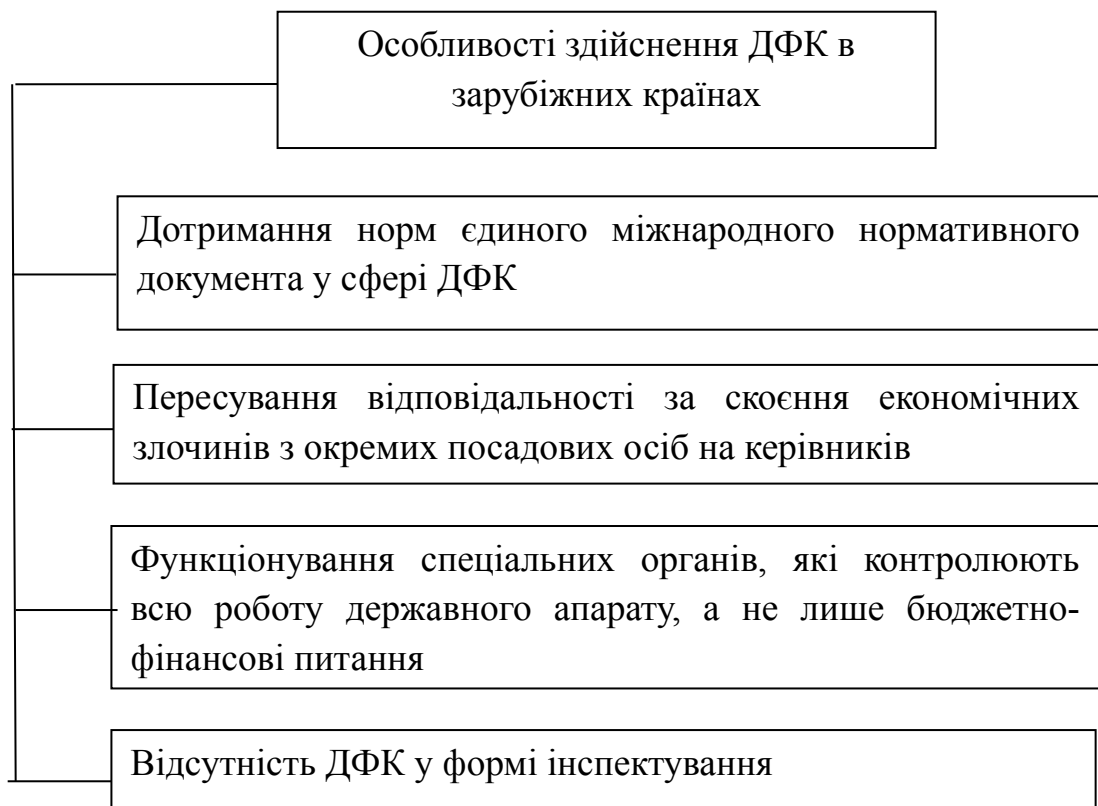 Особливості здійснення ДФК в
зарубіжних країнах
Дотримання норм єдиного міжнародного нормативного
документа у сфері ДФК
Пересування відповідальності за скоєння економічних
злочинів з окремих посадових осіб на керівників
Функціонування спеціальних органів, які контролюють
всю роботу державного апарату, а не лише бюджетно-
фінансові питання
Відсутність ДФК у формі інспектування